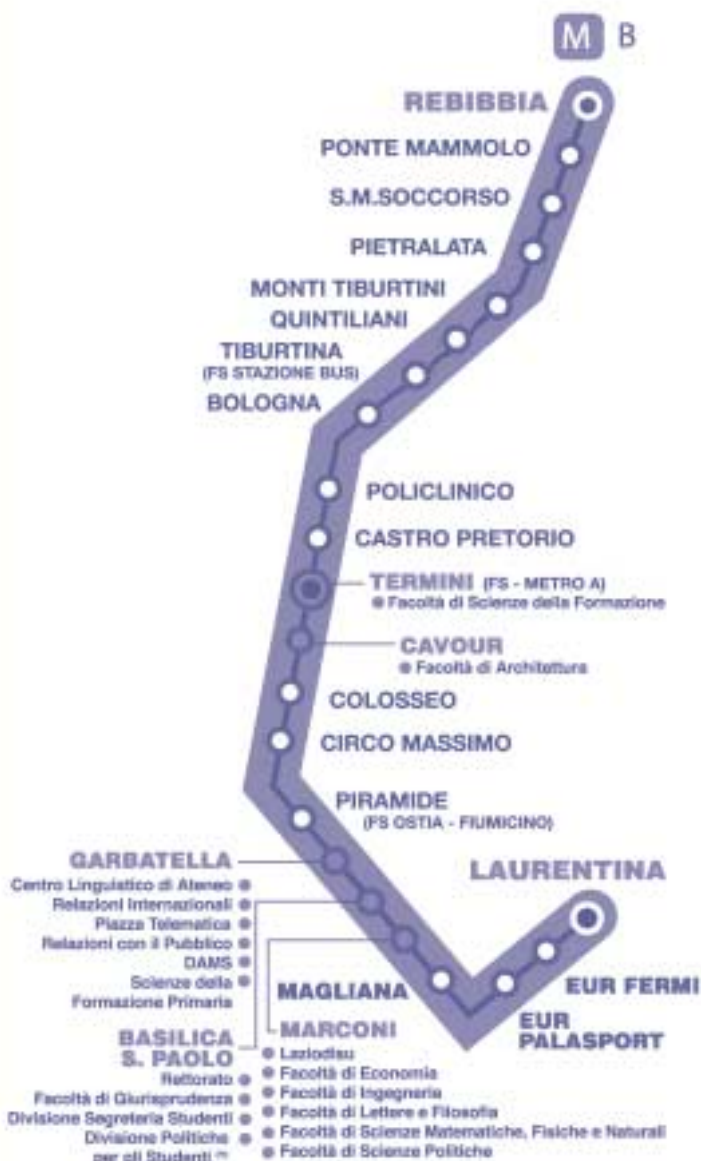 M B
REBIBBIA
PONTE MAMMOLO
S.M.SOCCORSO
PIETRALATA
MONTI TIBURTINI
QUINTILIANI
TIBURTINA
(FS STAZIONE BUS)
BOLOGNA
POLICLINICO
CASTRO PRETORIO
TERMINI (FS - METRO A)
Facoltà di Scienze della Formazione
CAVOUR
Facoltà di Architettura
COLOSSEO
CIRCO MASSIMO
PIRAMIDE
(FS OSTIA - FIUMICINO)
GARBATELLA
Centro Linguistico di Ateneo
Relazioni Internazionali
Piazza Telematica
Relazioni con il Pubblico
DAMS
Scienze della
Formazione Primaria
LAURENTINA
EUR FERMI
EUR
PALASPORT
MAGLIANA
BASILICA
S. PAOLO
Rettorato
Facoltà di Giurisprudenza
Divisione Segreteria Studenti
Divisione Politiche
per gli Studenti
MARCONI
Laziodisu
Facoltà di Economia
Facoltà di Ingegneria
Facoltà di Lettere e Filosofia
Facoltà di Scienze Matematiche, Fisiche e Naturali
Facoltà di Scienze Politiche